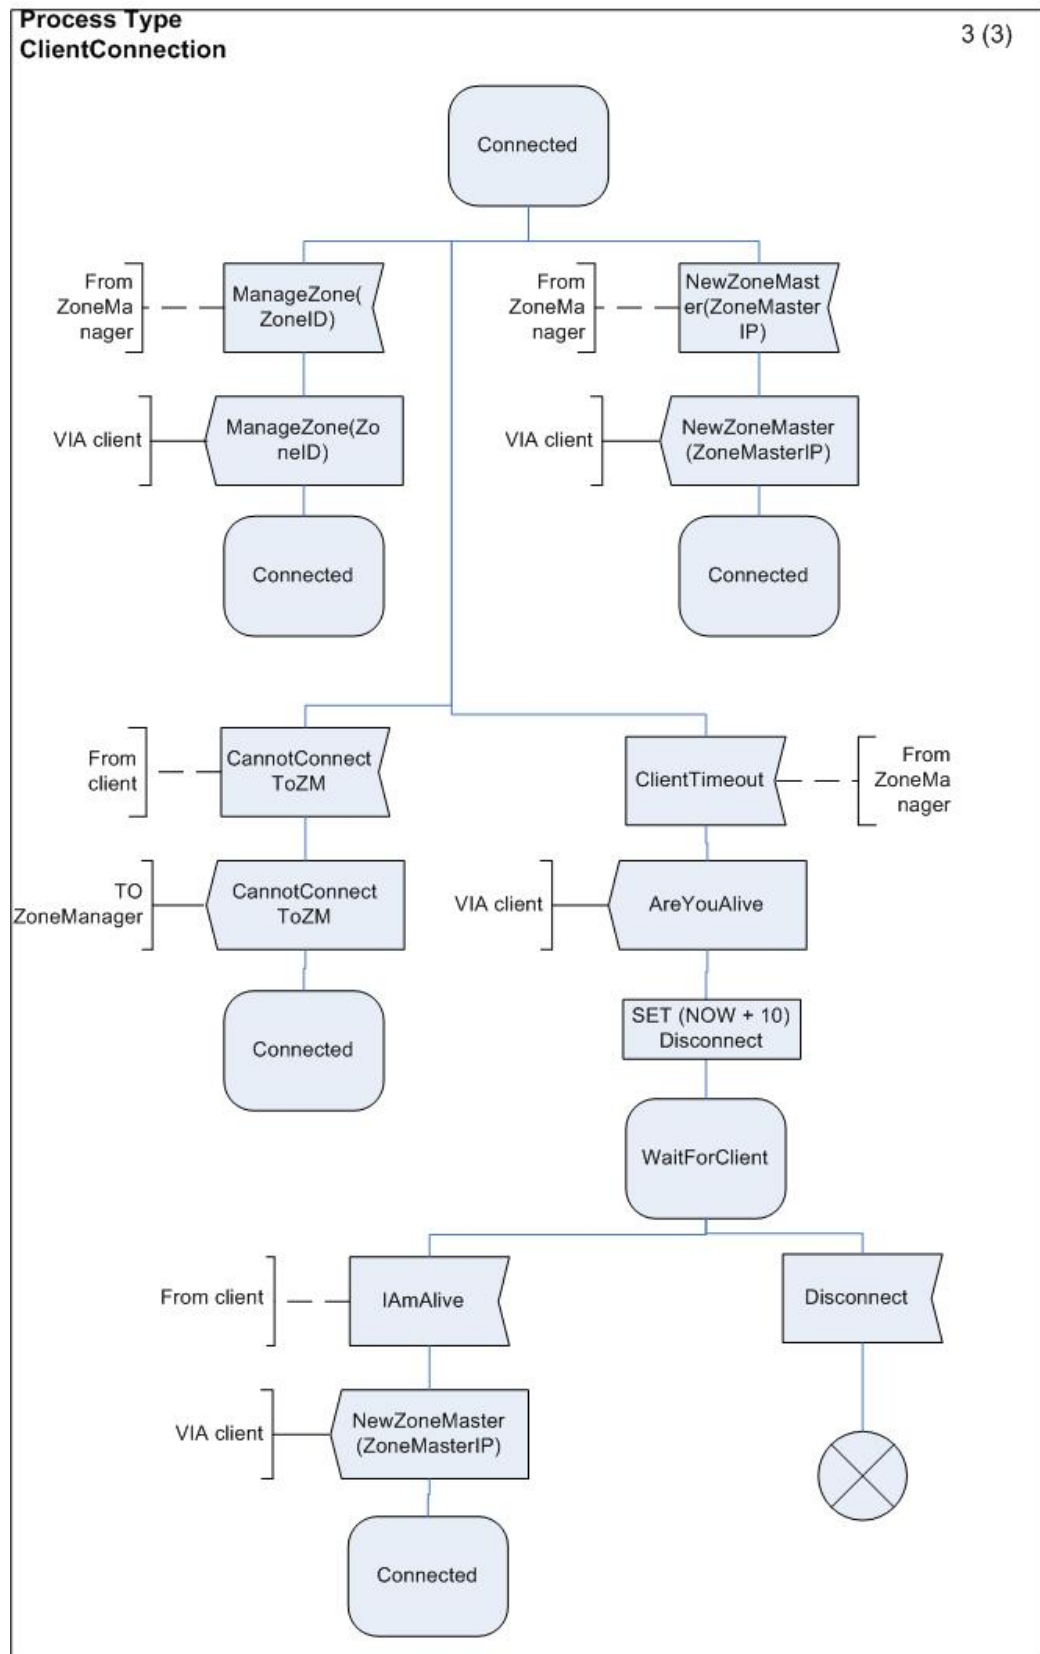 Process Type
ClientConnection
3 (3)
Connected
From
ZoneMa
nager
ManageZone(
ZoneID)
From
ZoneMa
nager
NewZoneMast
er(ZoneMaster
IP)
VIA client
ManageZone(Zo
neID)
VIA client
NewZoneMaster
(ZoneMasterIP)
Connected
Connected
From
client
CannotConnect
ToZM
ClientTimeout
From
ZoneMa
nager
TO
ZoneManager
CannotConnect
ToZM
VIA client
AreYouAlive
Connected
SET (NOW + 10)
Disconnect
WaitForClient
From client
IAmAlive
Disconnect
VIA client
NewZoneMaster
(ZoneMasterIP)
Connected